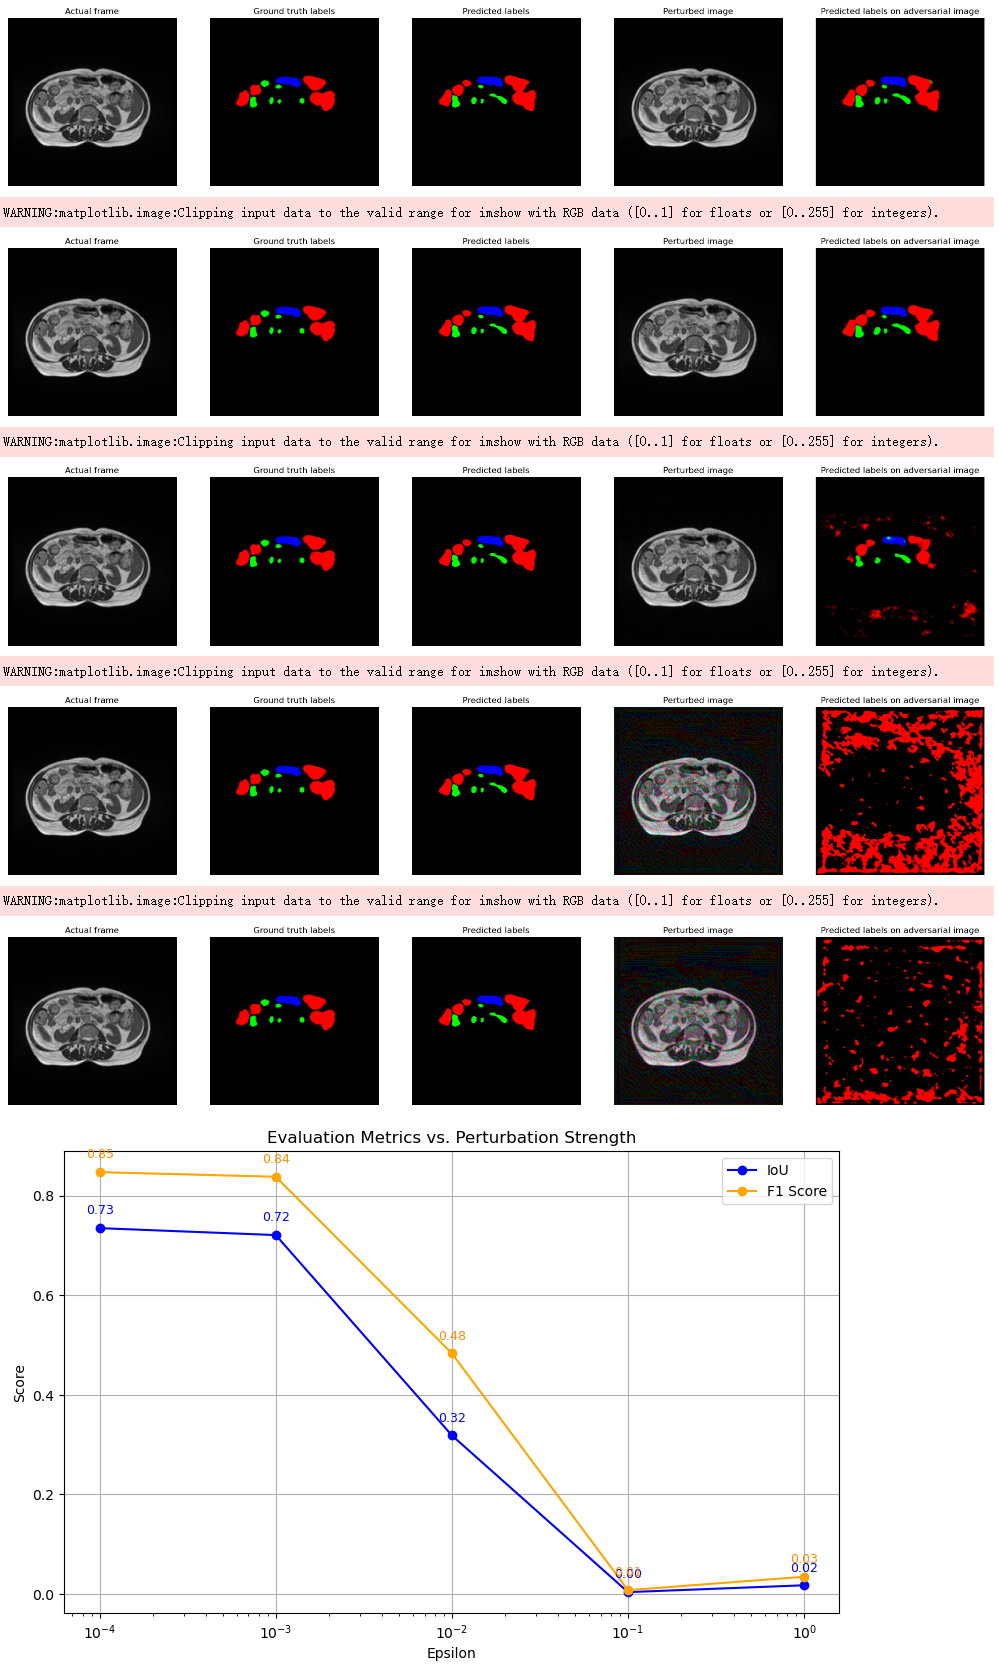 Actual frame Ground truth labels Predicted labels Perturbed image Predicted labels on adversarial image
WARNING:matplotlib.image:Clipping input data to the valid range for imshow with RGB data ([0..1] for floats or [0..255] for integers).
Actual frame Ground truth labels Predicted labels Perturbed image Predicted labels on adversarial image
WARNING:matplotlib.image:Clipping input data to the valid range for imshow with RGB data ([0..1] for floats or [0..255] for integers).
Actual frame Ground truth labels Predicted labels Perturbed image Predicted labels on adversarial image
WARNING:matplotlib.image:Clipping input data to the valid range for imshow with RGB data ([0..1] for floats or [0..255] for integers).
Actual frame Ground truth labels Predicted labels Perturbed image Predicted labels on adversarial image
WARNING:matplotlib.image:Clipping input data to the valid range for imshow with RGB data ([0..1] for floats or [0..255] for integers).
Actual frame Ground truth labels Predicted labels Perturbed image Predicted labels on adversarial image
Evaluation Metrics vs. Perturbation Strength
0.85
0.84
IoU
F1 Score
0.8
0.73
0.72
0.6
0.48
0.4
0.32
Score
0.2
0.03
0.02
0.00
0.0
10⁻⁴ 10⁻³ 10⁻² 10⁻¹ 10⁰
Epsilon